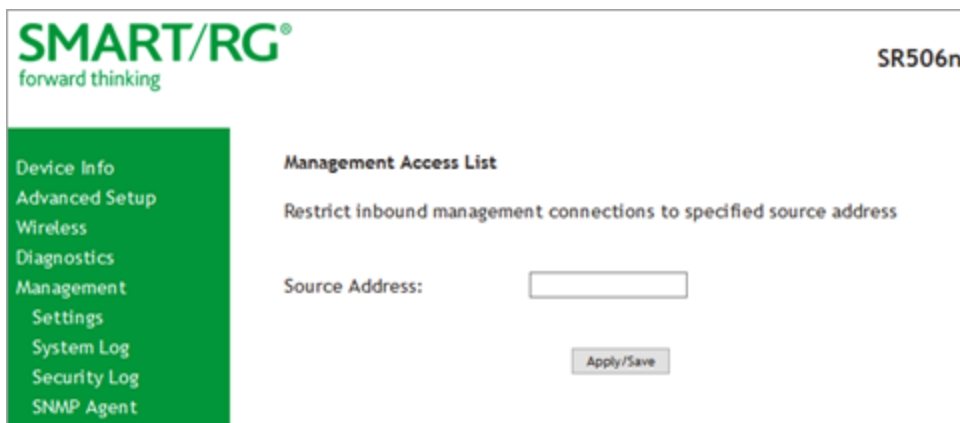 SMART/RG®
forward thinking
SR506n
Device Info
Advanced Setup
Wireless
Diagnostics
Management
Settings
System Log
Security Log
SNMP Agent
Management Access List
Restrict inbound management connections to specified source address
Source Address:
Apply/Save